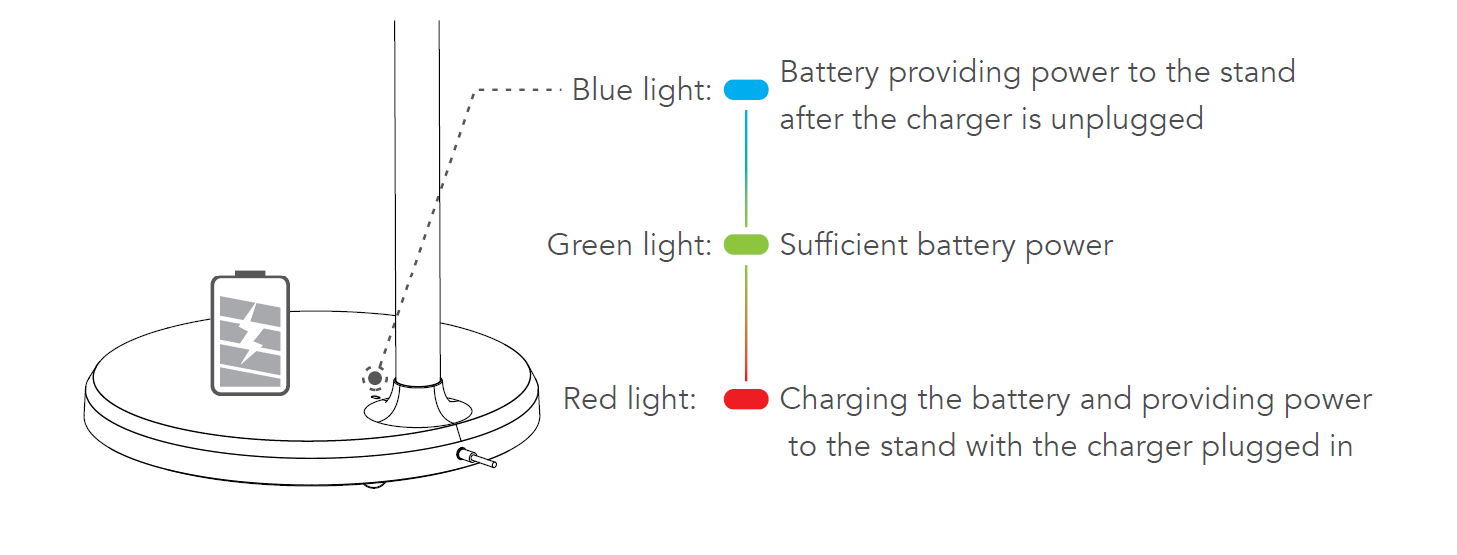 Blue light: Battery providing power to the stand
after the charger is unplugged
Green light: Sufficient battery power
Red light: Charging the battery and providing power
to the stand with the charger plugged in